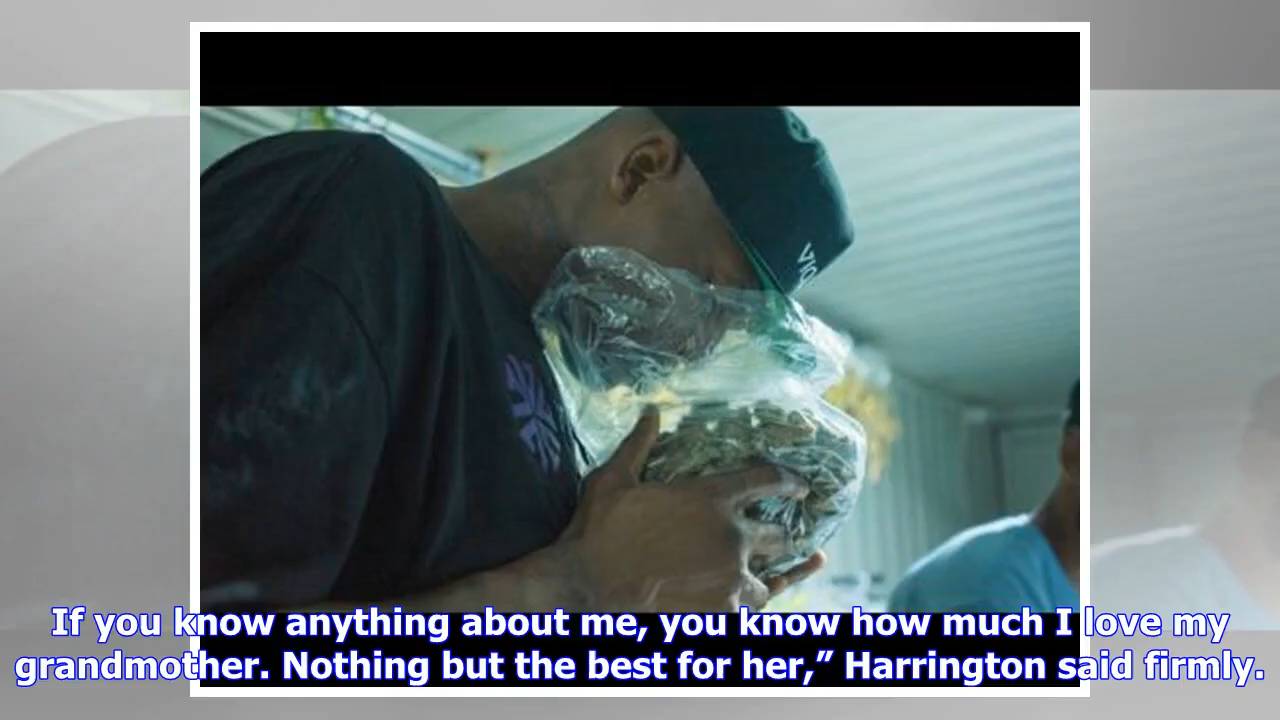 If you know anything about me, you know how much I love my
grandmother. Nothing but the best for her,” Harrington said firmly.